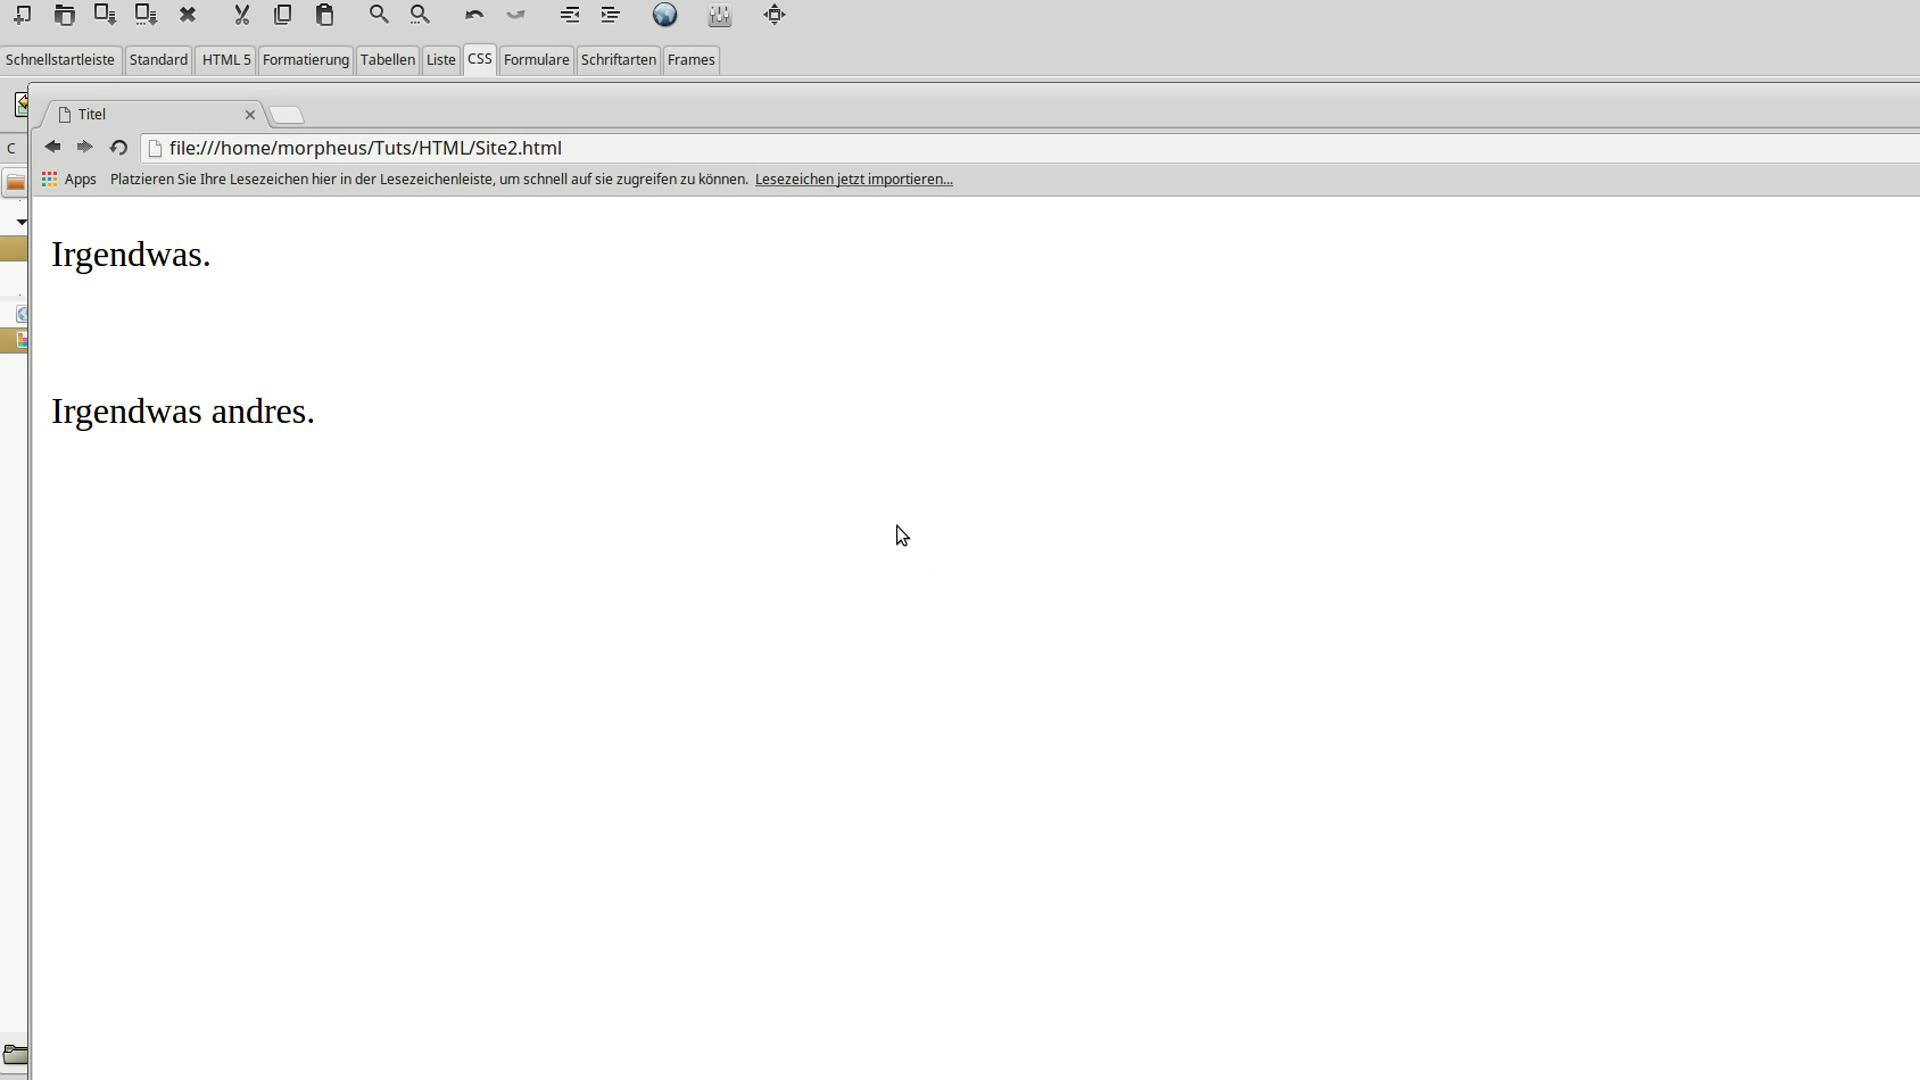 Schnellstartleiste Standard HTML 5 Formatierung Tabellen Liste CSS Formulare Schriftarten Frames
Titel
C
file:///home/morpheus/Tuts/HTML/Site2.html
Apps Platzieren Sie Ihre Lesezeichen hier in der Lesezeichenleiste, um schnell auf sie zugreifen zu können. Lesezeichen jetzt importieren...
Irgendwas.
Irgendwas andres.